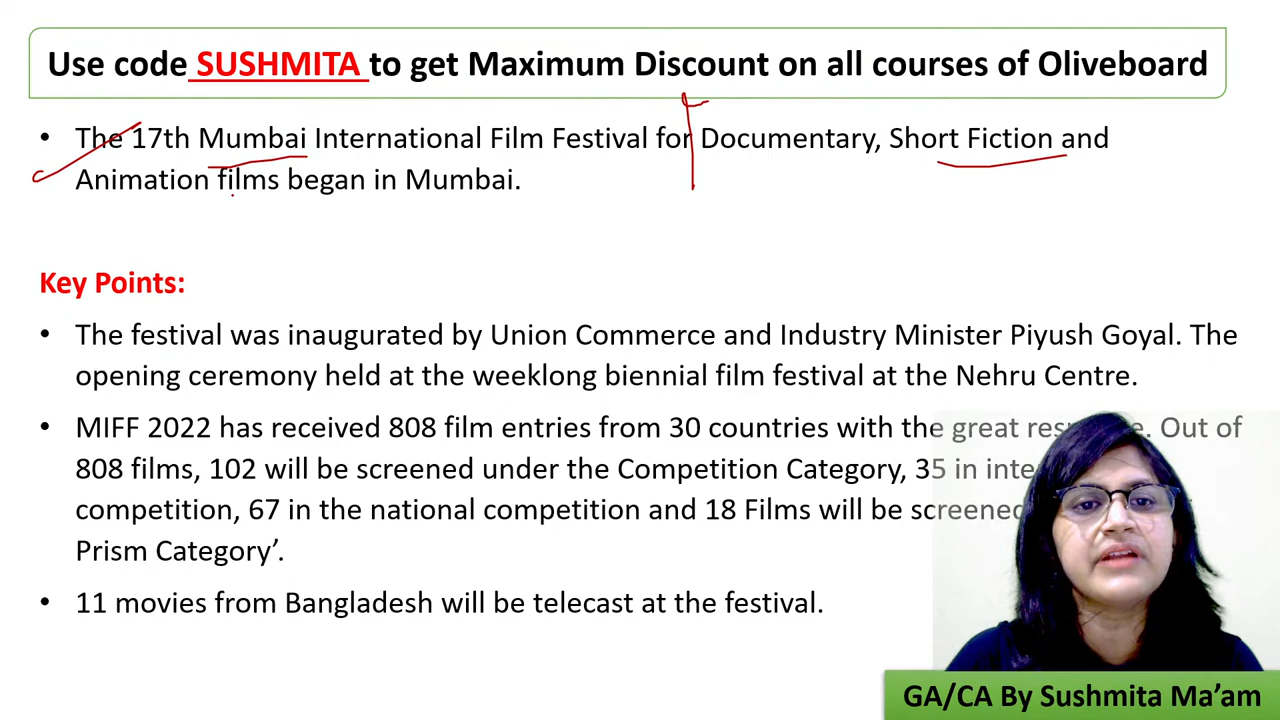 Use code SUSHMITA to get Maximum Discount on all courses of Oliveboard
• The 17th Mumbai International Film Festival for Documentary, Short Fiction and
Animation films began in Mumbai.
Key Points:
• The festival was inaugurated by Union Commerce and Industry Minister Piyush Goyal. The
opening ceremony held at the weeklong biennial film festival at the Nehru Centre.
• MIFF 2022 has received 808 film entries from 30 countries with the great Out of
808 films, 102 will be screened under the Competition Category, 35 in
competition, 67 in the national competition and 18 Films will be screened
Prism Category’.
• 11 movies from Bangladesh will be telecast at the festival.
GA/CA By Sushmita Ma’am